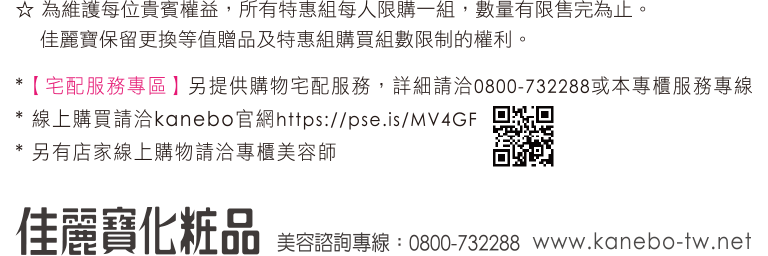 ☆ 為維護每位貴賓權益，所有特惠組每人限購一組，數量有限售完為止。
佳麗寶保留更換等值贈品及特惠組購買組數限制的權利。
*【宅配服務專區】另提供購物宅配服務，詳細請洽0800-732288或本專櫃服務專線
* 線上購買請洽kanebo官網https://pse.is/MV4GF
* 另有店家線上購物請洽專櫃美容師
佳麗寶化粧品 美容諮詢專線：0800-732288 www.kanebo-tw.net